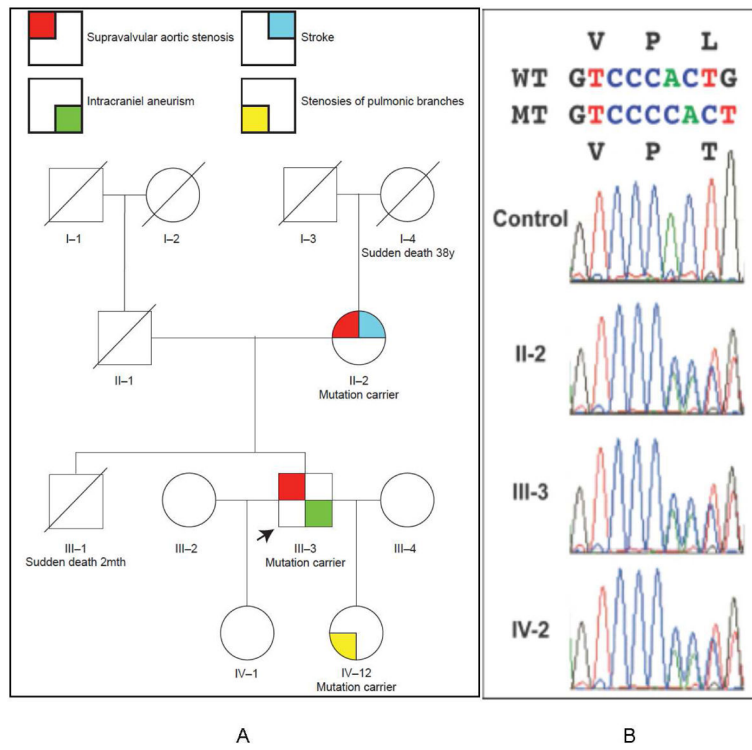 Supravalvular aortic stenosis
Stroke
Intracraniel aneurism
Stenosies of pulmonic branches
I–1
I–2
I–3
I–4
Sudden death 38y
II–1
II–2
Mutation carrier
III–1
Sudden death 2mth
III–2
III–3
Mutation carrier
III–4
IV–1
IV–12
Mutation carrier
A
V P L
WT GTCCCACTG
MT GTCCCCACT
V P T
Control
II-2
III-3
IV-2
B